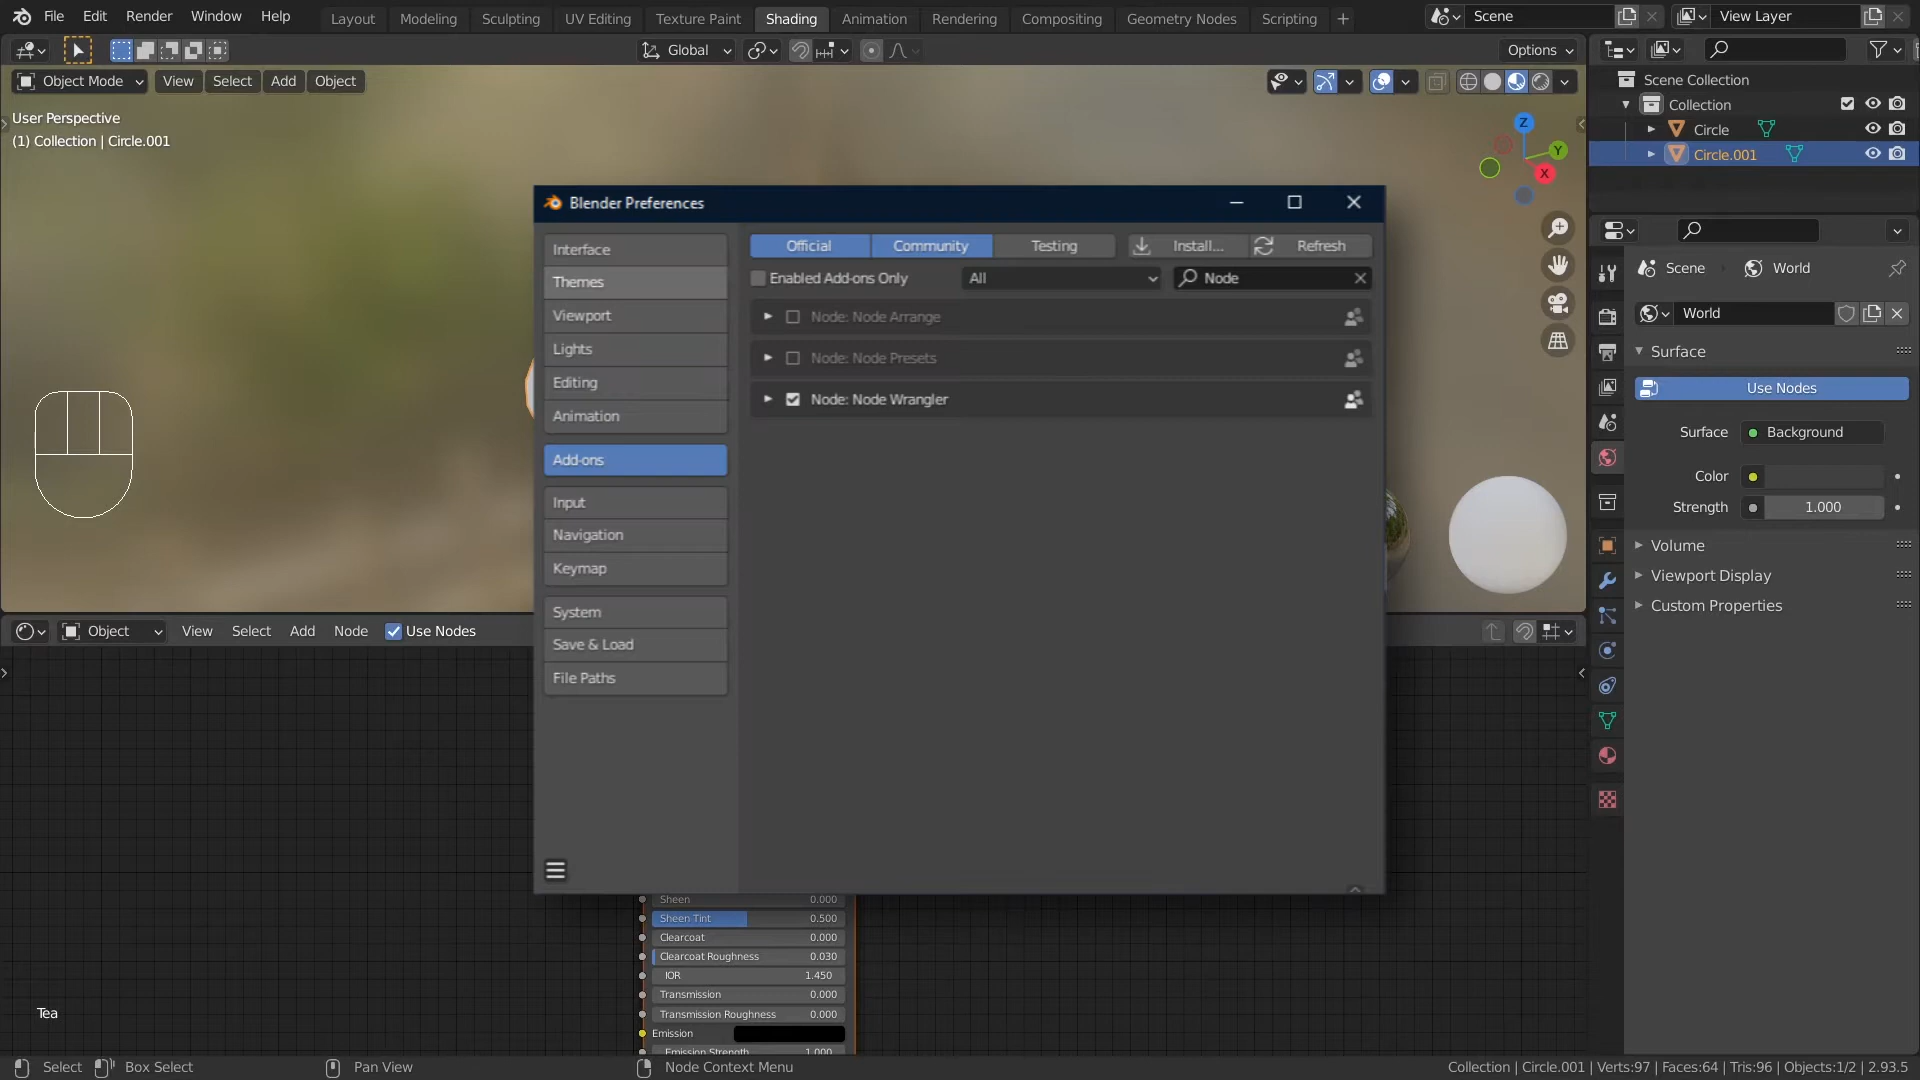 File Edit Render Window Help Layout Modeling Sculpting UV Editing Texture Paint Shading Animation Rendering Compositing Geometry Nodes Scripting + Scene View Layer
Global Options
Object Mode View Select Add Object
User Perspective
(1) Collection | Circle.001
Z
Y
X
Scene Collection
Collection
Circle
Circle.001
Blender Preferences
Interface
Themes
Viewport
Lights
Editing
Animation
Add-ons
Input
Navigation
Keymap
System
Save & Load
File Paths
Official Community Testing Install... Refresh
Enabled Add-ons Only All Node
Node: Node Arrange
Node: Node Presets
Node: Node Wrangler
Scene World
World
Surface
Use Nodes
Surface Background
Color
Strength 1.000
Volume
Viewport Display
Custom Properties
Object View Select Add Node Use Nodes
Sheen 0.000
Sheen Tint 0.500
Clearcoat 0.000
Clearcoat Roughness 0.030
IOR 1.450
Transmission 0.000
Transmission Roughness 0.000
Emission
Emission Strength 1.000
Tea
Select Box Select Pan View Node Context Menu Collection | Circle.001 | Verts:97 | Faces:64 | Tris:96 | Objects:1/2 | 2.93.5